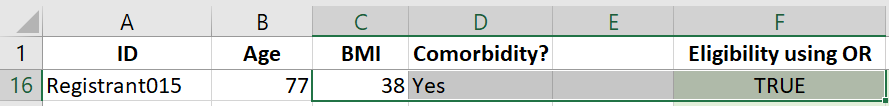 A B C D E F
1 ID Age BMI Comorbidity? Eligibility using OR
16 Registrant015 77 38 Yes TRUE